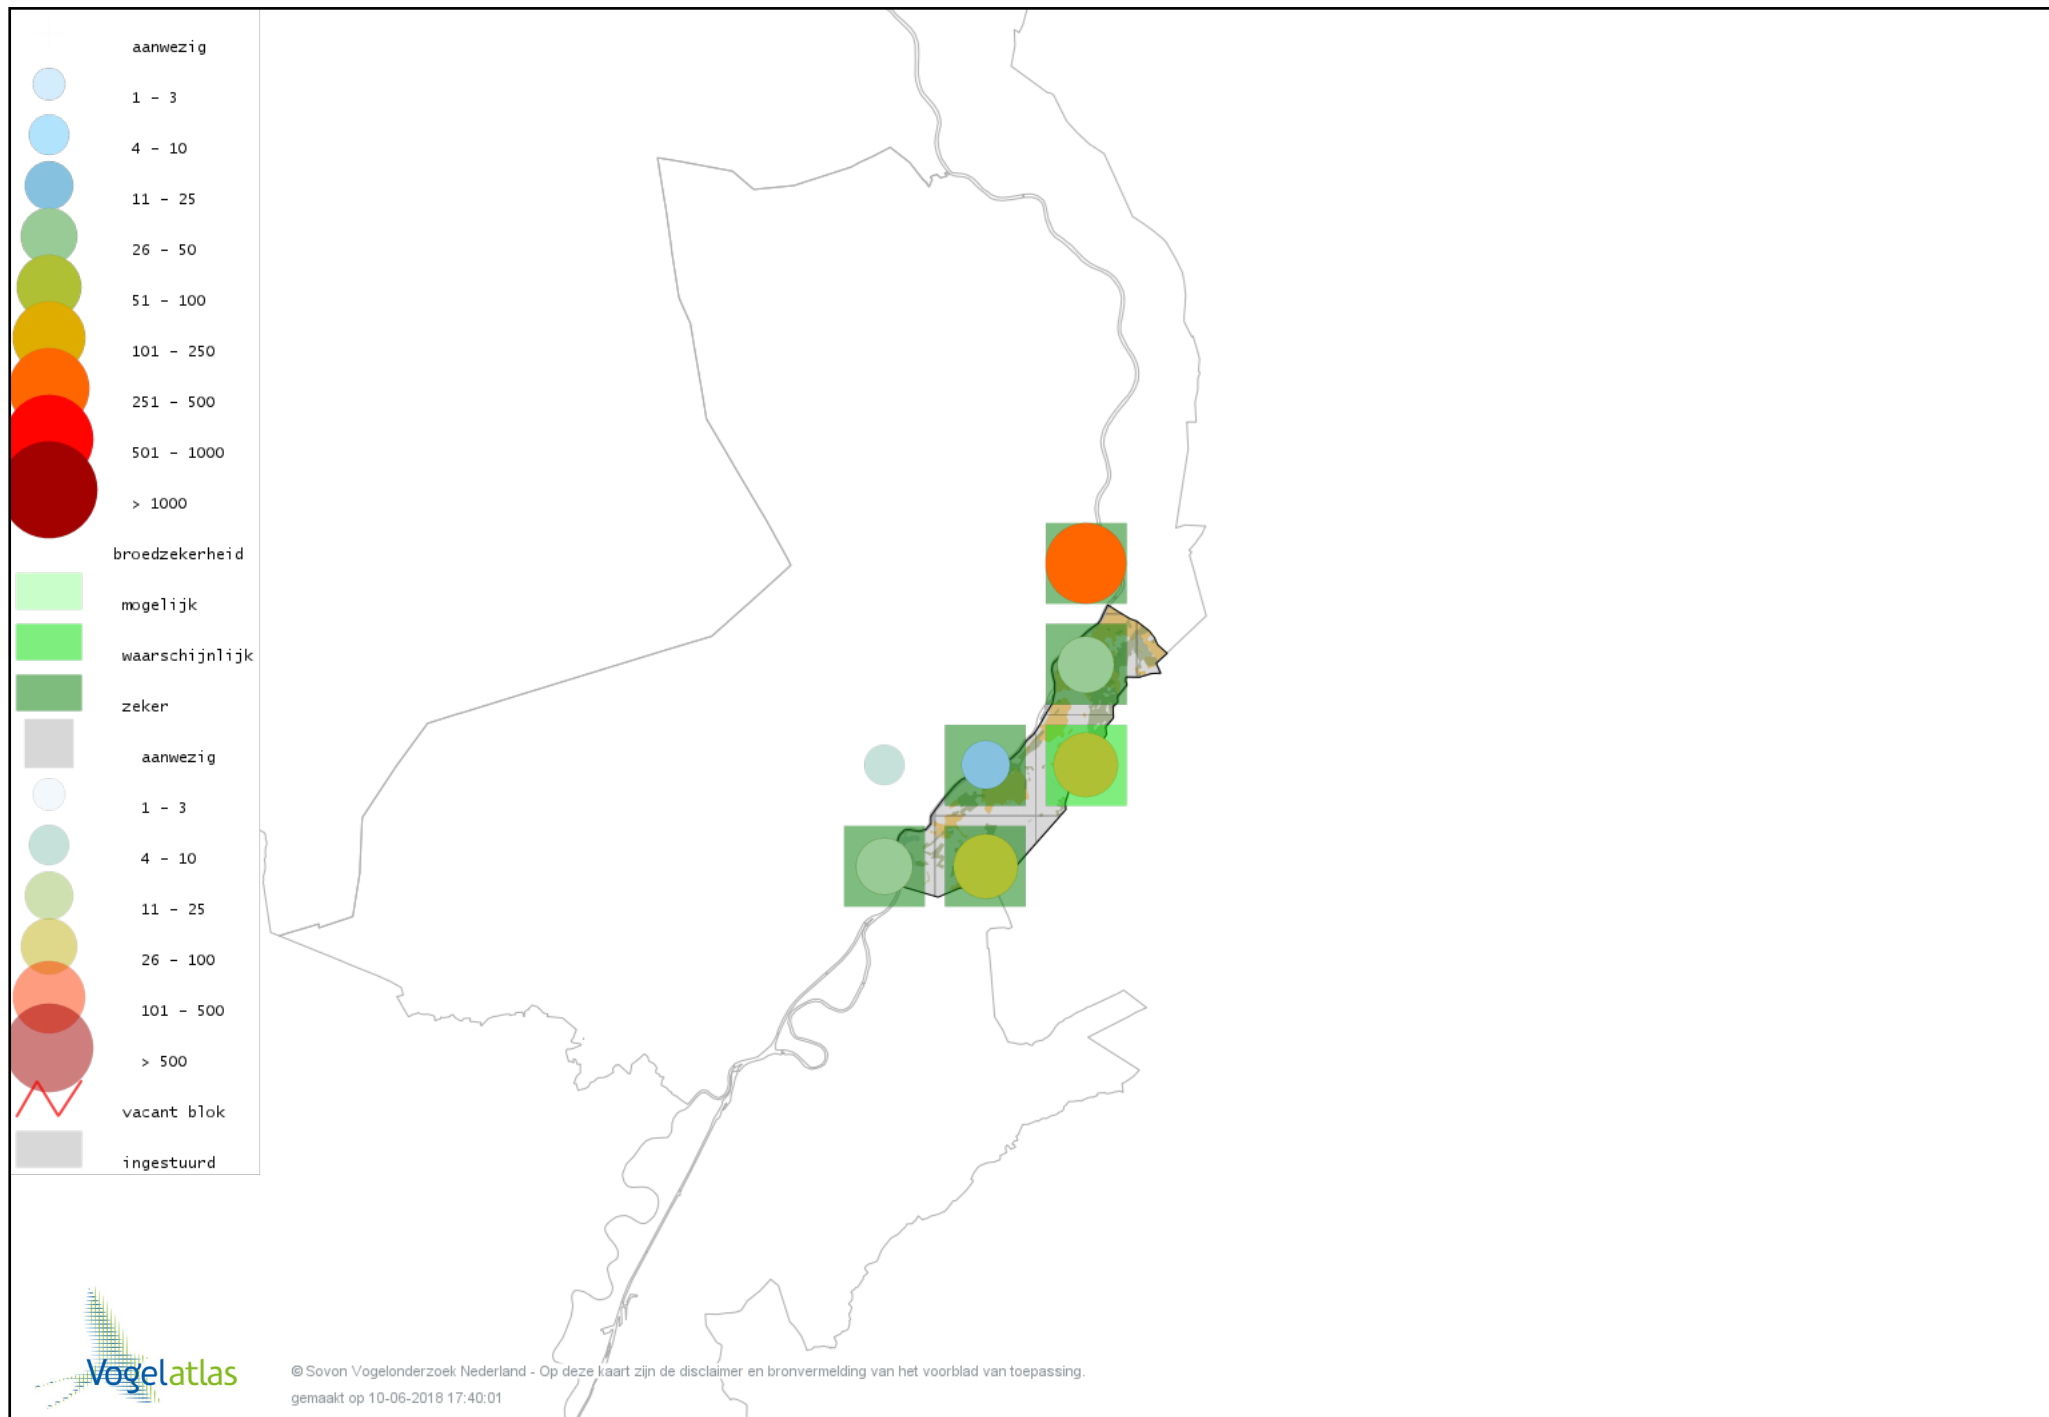 aanwezig
1 - 3
4 - 10
11 - 25
26 - 50
51 - 100
101 - 250
251 - 500
501 - 1000
> 1000
broedzekerheid
mogelijk
waarschijnlijk
zeker
aanwezig
1 - 3
4 - 10
11 - 25
26 - 100
101 - 500
> 500
vacant blok
ingestuurd
Vogelatlas
© Sovon Vogelonderzoek Nederland - Op deze kaart zijn de disclaimer en bronvermelding van het voorblad van toepassing.
gemaakt op 10-06-2018 17:40:01